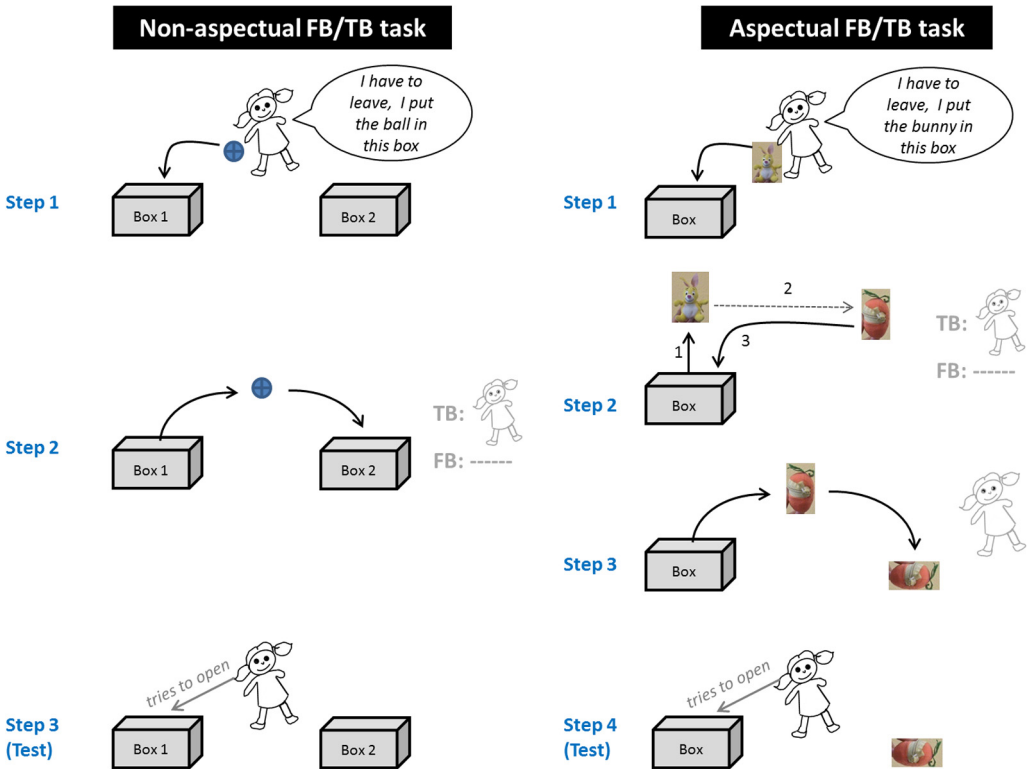 Non-aspectual FB/TB task
I have to
leave, I put
the ball in
this box
Step 1
Box 1
Box 2
Step 2
Box 1
Box 2
TB:
FB: ------
tries to open
Step 3
(Test)
Box 1
Box 2
Aspectual FB/TB task
I have to
leave, I put
the bunny in
this box
Step 1
Box
2
1
3
TB:
FB: ------
Step 2
Box
Step 3
Box
tries to open
Step 4
(Test)
Box